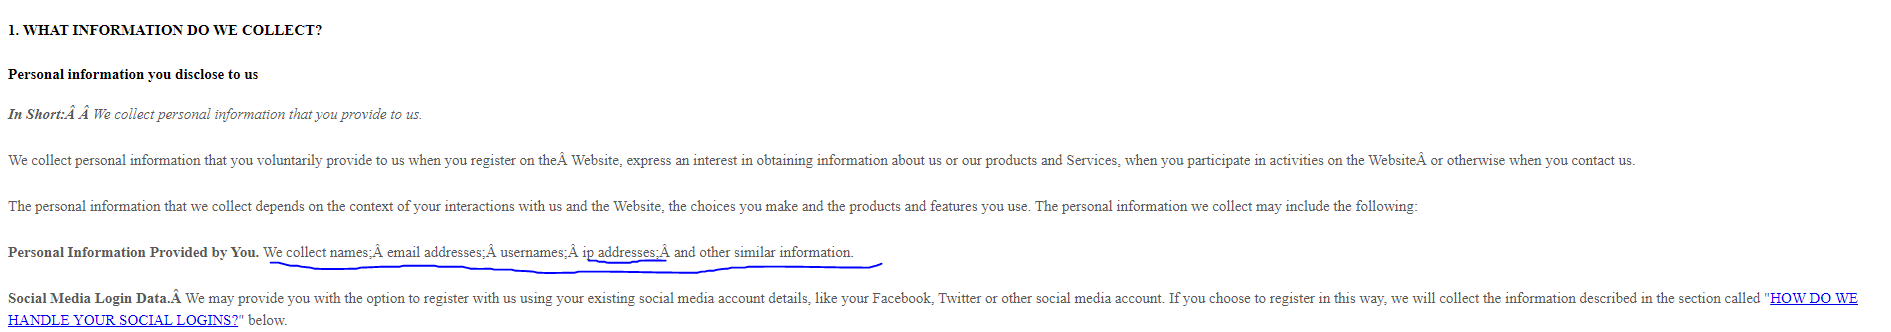 1. WHAT INFORMATION DO WE COLLECT?
Personal information you disclose to us
In Short:Â Â We collect personal information that you provide to us.
We collect personal information that you voluntarily provide to us when you register on theÂ Website, express an interest in obtaining information about us or our products and Services, when you participate in activities on the WebsiteÂ or otherwise when you contact us.
The personal information that we collect depends on the context of your interactions with us and the Website, the choices you make and the products and features you use. The personal information we collect may include the following:
Personal Information Provided by You. We collect names;Â email addresses;Â usernames;Â ip addresses;Â and other similar information.
Social Media Login Data.Â We may provide you with the option to register with us using your existing social media account details, like your Facebook, Twitter or other social media account. If you choose to register in this way, we will collect the information described in the section called "HOW DO WE
HANDLE YOUR SOCIAL LOGINS?" below.